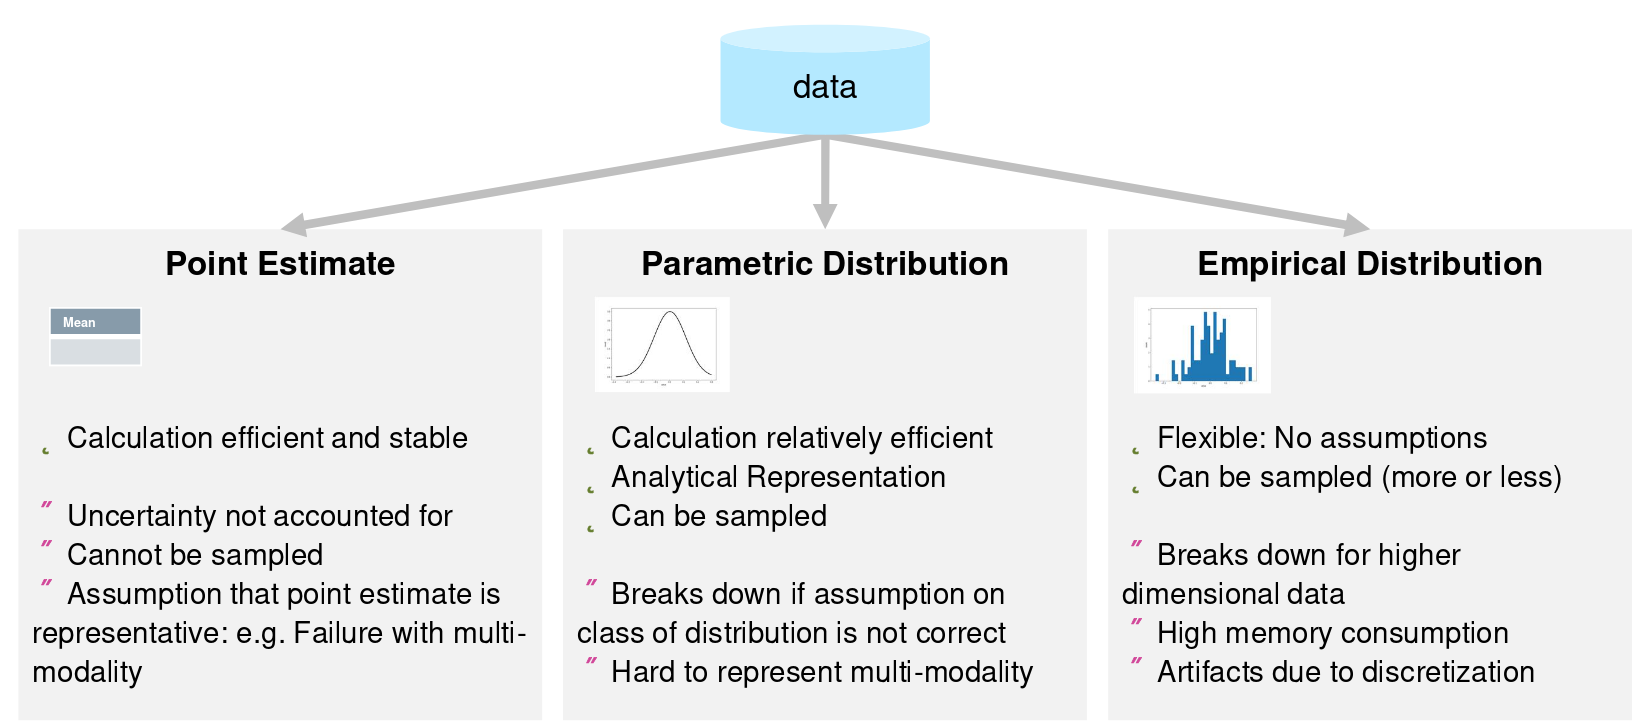 data
Point Estimate
Mean
Calculation efficient and stable
Uncertainty not accounted for
Cannot be sampled
Assumption that point estimate is
representative: e.g. Failure with multi-
modality
Parametric Distribution
Calculation relatively efficient
Analytical Representation
Can be sampled
Breaks down if assumption on
class of distribution is not correct
Hard to represent multi-modality
Empirical Distribution
Flexible: No assumptions
Can be sampled (more or less)
Breaks down for higher
dimensional data
High memory consumption
Artifacts due to discretization